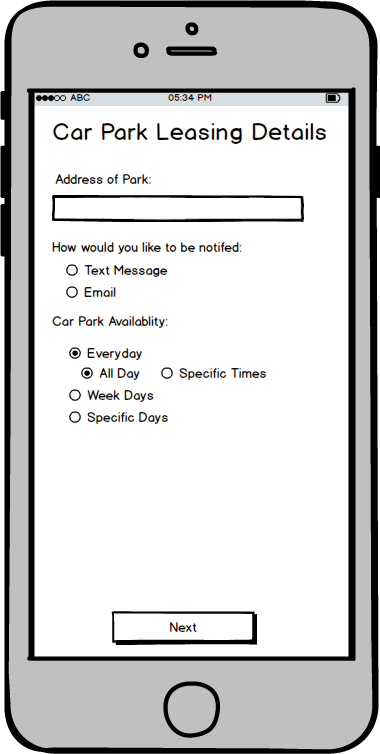 ABC 05:34 PM
Car Park Leasing Details
Address of Park:
How would you like to be notifed:
Text Message
Email
Car Park Availablity:
Everyday
All Day Specific Times
Week Days
Specific Days
Next